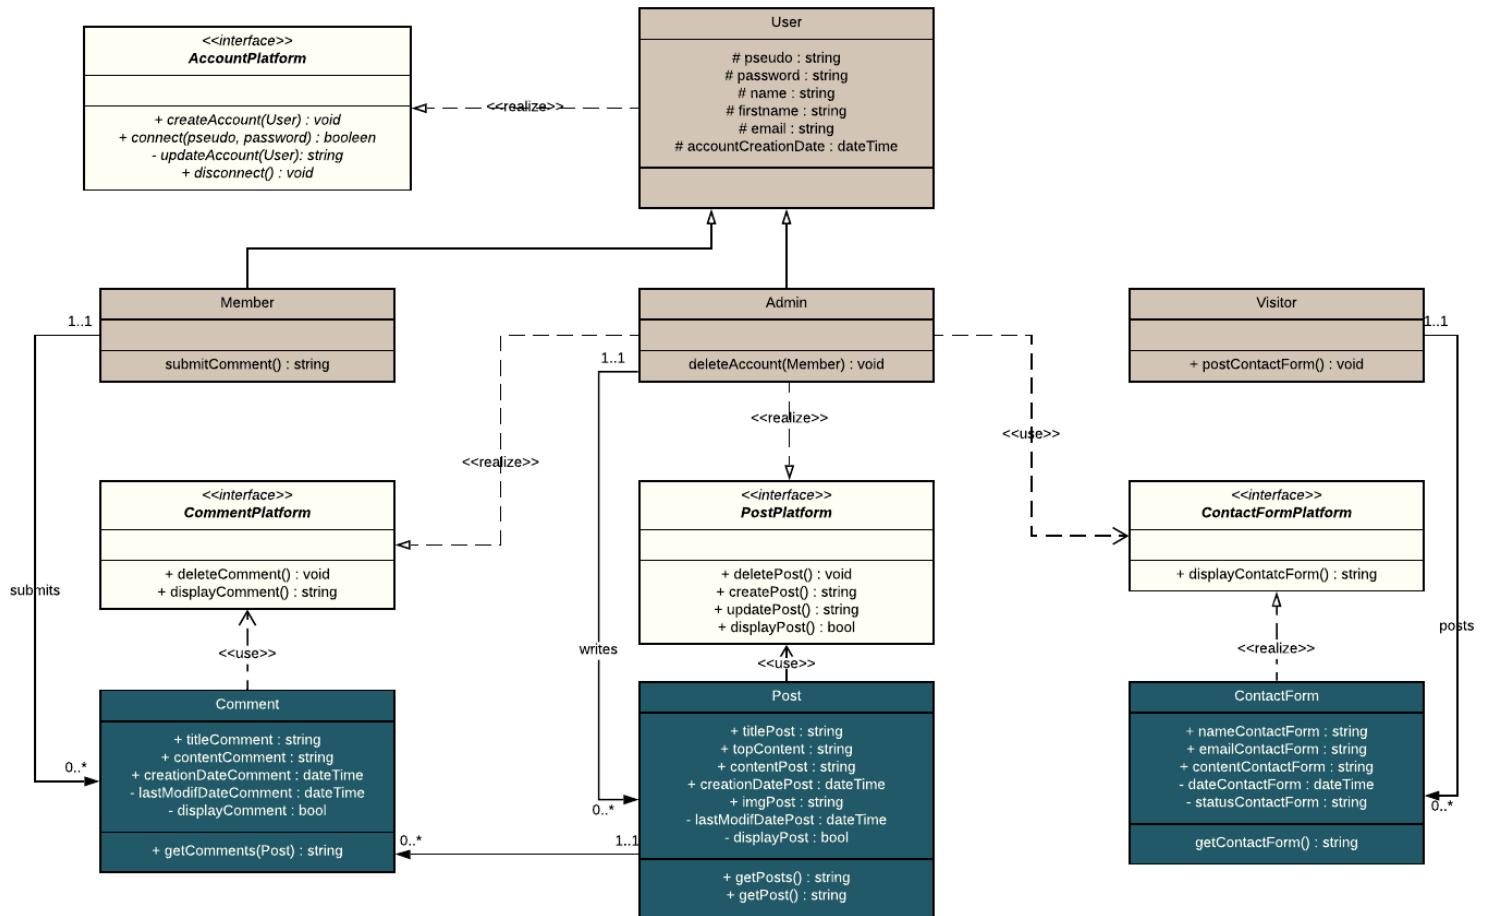 User
# pseudo : string
# password : string
# name : string
# firstname : string
# email : string
# accountCreationDate : dateTime
<<interface>>
AccountPlatform
+ createAccount(User) : void
+ connect(pseudo, password) : booleen
- updateAccount(User): string
+ disconnect() : void
<<realize>>
Member
submitComment() : string
1..1
Admin
deleteAccount(Member) : void
1..1
Visitor
+ postContactForm() : void
1..1
<<realize>>
<<realize>>
<<use>>
<<interface>>
CommentPlatform
+ deleteComment() : void
+ displayComment() : string
<<interface>>
PostPlatform
+ deletePost() : void
+ createPost() : string
+ updatePost() : string
+ displayPost() : bool
<<interface>>
ContactFormPlatform
+ displayContatcForm() : string
submits
<<use>>
writes
<<use>>
<<realize>>
posts
Comment
+ titleComment : string
+ contentComment : string
+ creationDateComment : dateTime
- lastModifDateComment : dateTime
- displayComment : bool
+ getComments(Post) : string
0..*
0..*
Post
+ titlePost : string
+ topContent : string
+ contentPost : string
+ creationDatePost : dateTime
+ imgPost : string
- lastModifDatePost : dateTime
- displayPost : bool
+ getPosts() : string
+ getPost() : string
0..*
1..1
ContactForm
+ nameContactForm : string
+ emailContactForm : string
+ contentContactForm : string
- dateContactForm : dateTime
- statusContactForm : string
getContactForm() : string
0..*